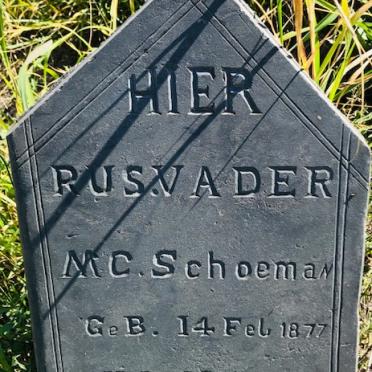 HIER
RUSVADER
M C. Schoeman
GeB. 14 Feb 1877